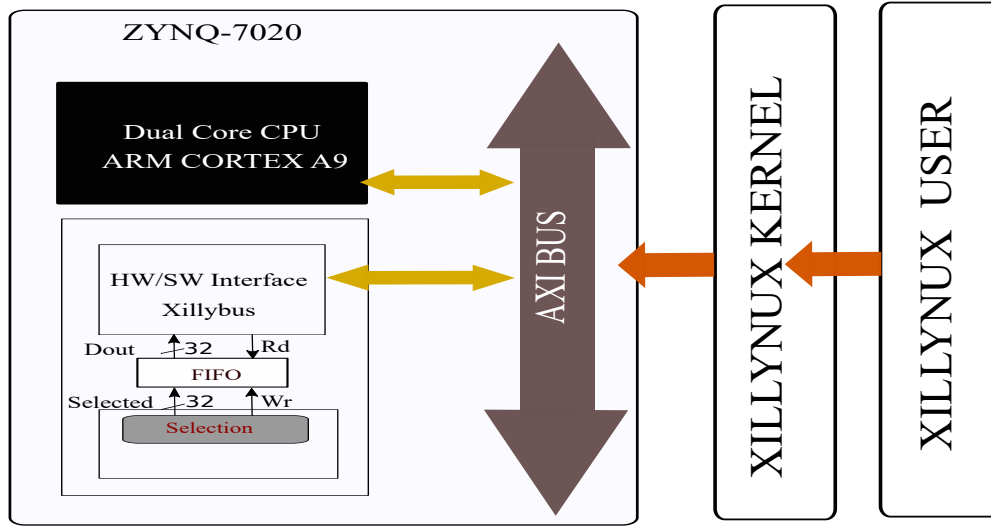 ZYNQ-7020
Dual Core CPU
ARM CORTEX A9
HW/SW Interface
Xillybus
Dout
32
Rd
FIFO
Selected
32
Wr
Selection
AXI BUS
XILLYNUX KERNEL
XILLYNUX USER